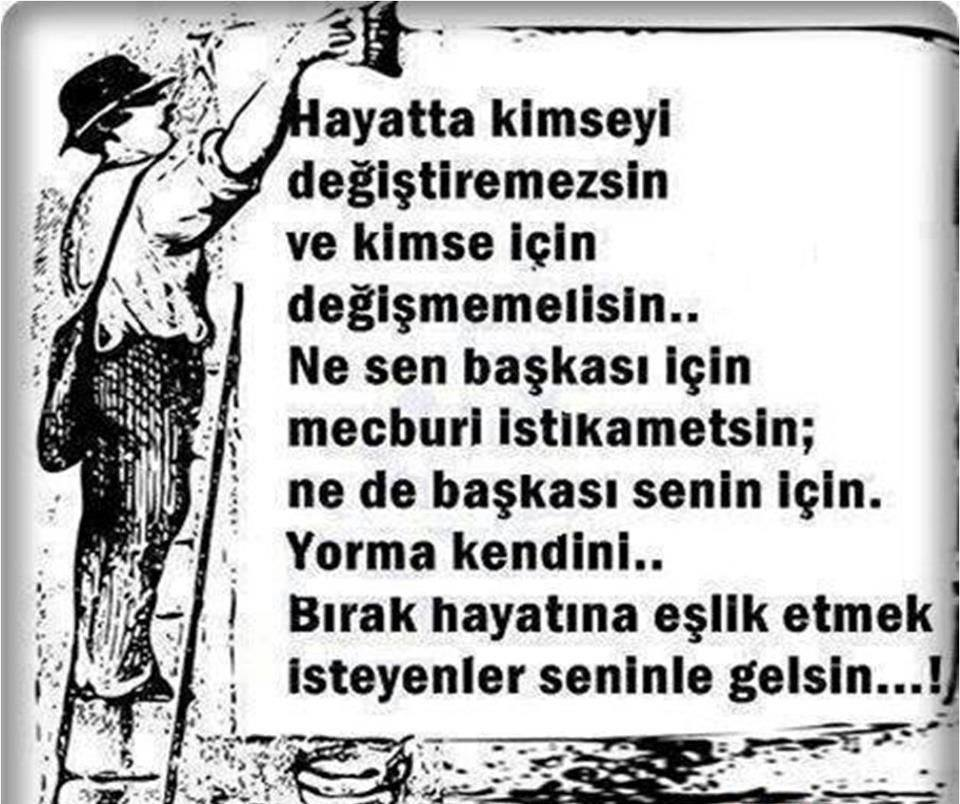 Hayatta kimseyi
değiştiremezsin
ve kimse için
değişmemelisin..
Ne sen başkası için
mecburi istikametsin;
ne de başkası senin için.
Yorma kendini..
Bırak hayatına eşlik etmek
isteyenler seninle gelsin...!